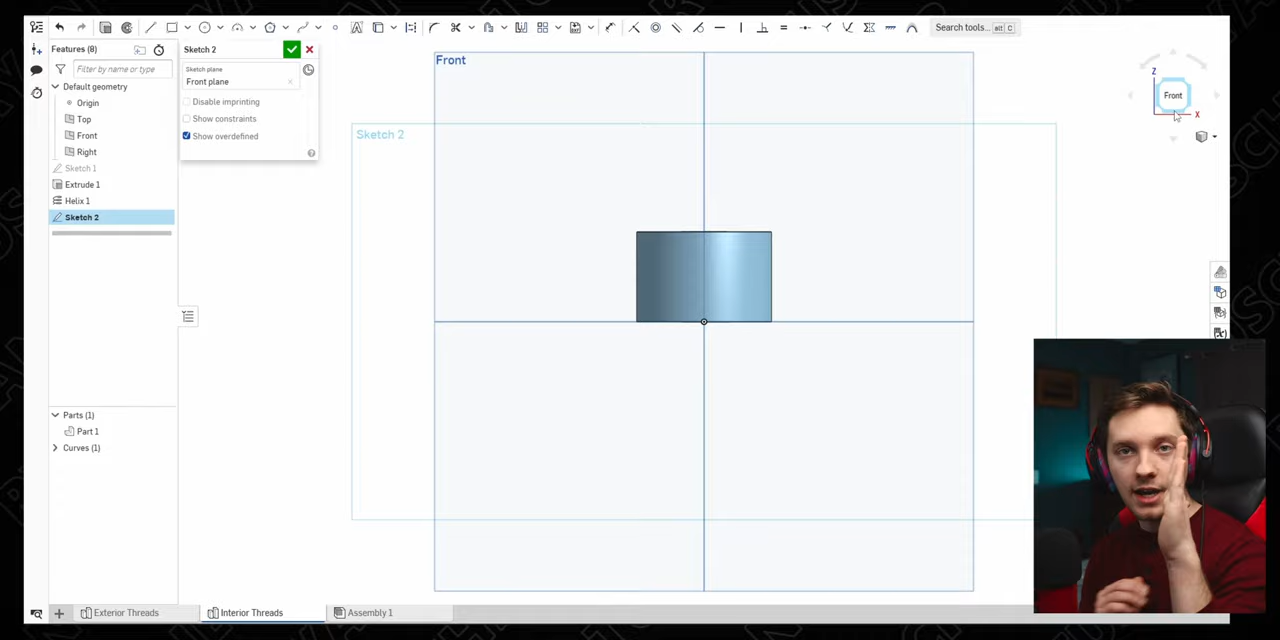 Search tools... alt C
Features (8)
Filter by name or type
Default geometry
Origin
Top
Front
Right
Sketch 1
Extrude 1
Helix 1
Sketch 2
Parts (1)
Part 1
Curves (1)
Sketch 2
Sketch plane
Front plane
Disable imprinting
Show constraints
Show overdefined
Front
Sketch 2
Z
Front
X
Exterior Threads
Interior Threads
Assembly 1